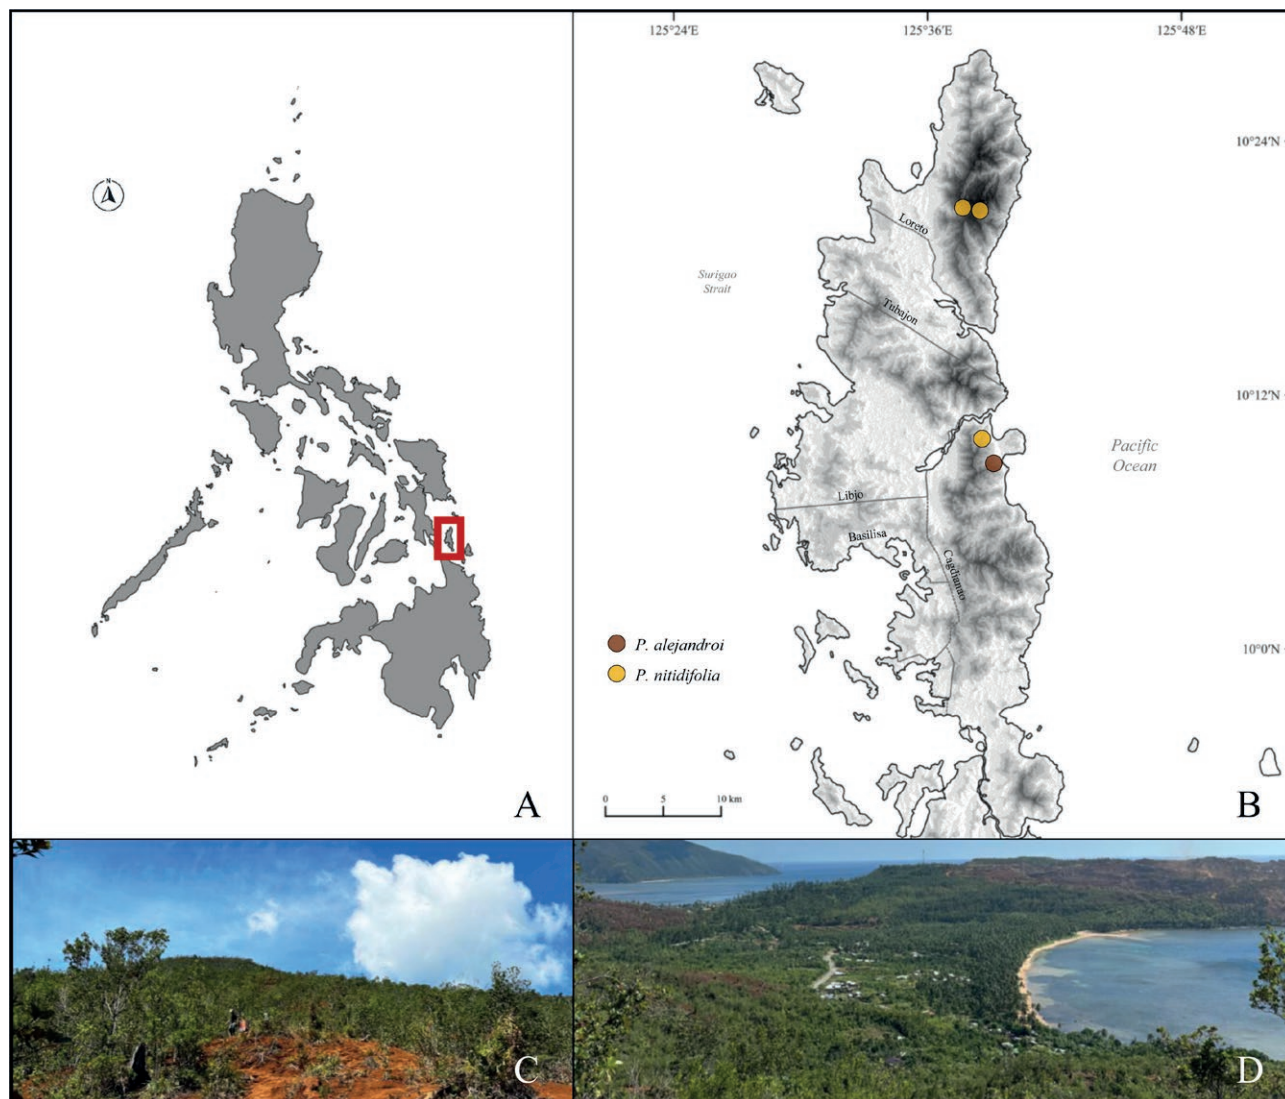 N
A
125°24′E
125°36′E
125°48′E
10°24′N
Loreto
Surigao
Strait
Tubajon
10°12′N
Pacific
Ocean
Libjo
Basilisa
Cagdianao
P. alejandroi
10°0′N
P. nitidifolia
0 5 10 km
B
C
D